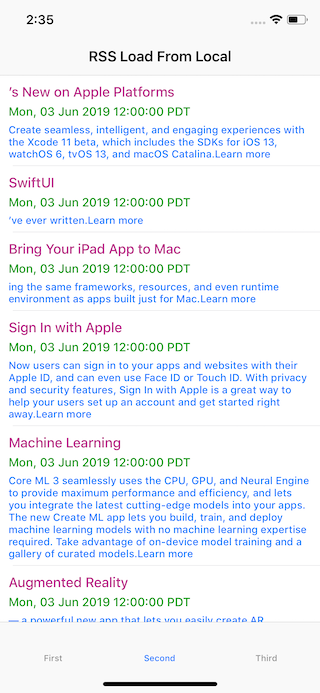 2:35
RSS Load From Local
’s New on Apple Platforms
Mon, 03 Jun 2019 12:00:00 PDT
Create seamless, intelligent, and engaging experiences with
the Xcode 11 beta, which includes the SDKs for iOS 13,
watchOS 6, tvOS 13, and macOS Catalina.Learn more
SwiftUI
Mon, 03 Jun 2019 12:00:00 PDT
’ve ever written.Learn more
Bring Your iPad App to Mac
Mon, 03 Jun 2019 12:00:00 PDT
ing the same frameworks, resources, and even runtime
environment as apps built just for Mac.Learn more
Sign In with Apple
Mon, 03 Jun 2019 12:00:00 PDT
Now users can sign in to your apps and websites with their
Apple ID, and can even use Face ID or Touch ID. With privacy
and security features, Sign In with Apple is a great way to
help your users set up an account and get started right
away.Learn more
Machine Learning
Mon, 03 Jun 2019 12:00:00 PDT
Core ML 3 seamlessly uses the CPU, GPU, and Neural Engine
to provide maximum performance and efficiency, and lets
you integrate the latest cutting-edge models into your apps.
The new Create ML app lets you build, train, and deploy
machine learning models with no machine learning expertise
required. Take advantage of on-device model training and a
gallery of curated models.Learn more
Augmented Reality
Mon, 03 Jun 2019 12:00:00 PDT
— a powerful new app that lets you easily create AR
First
Second
Third